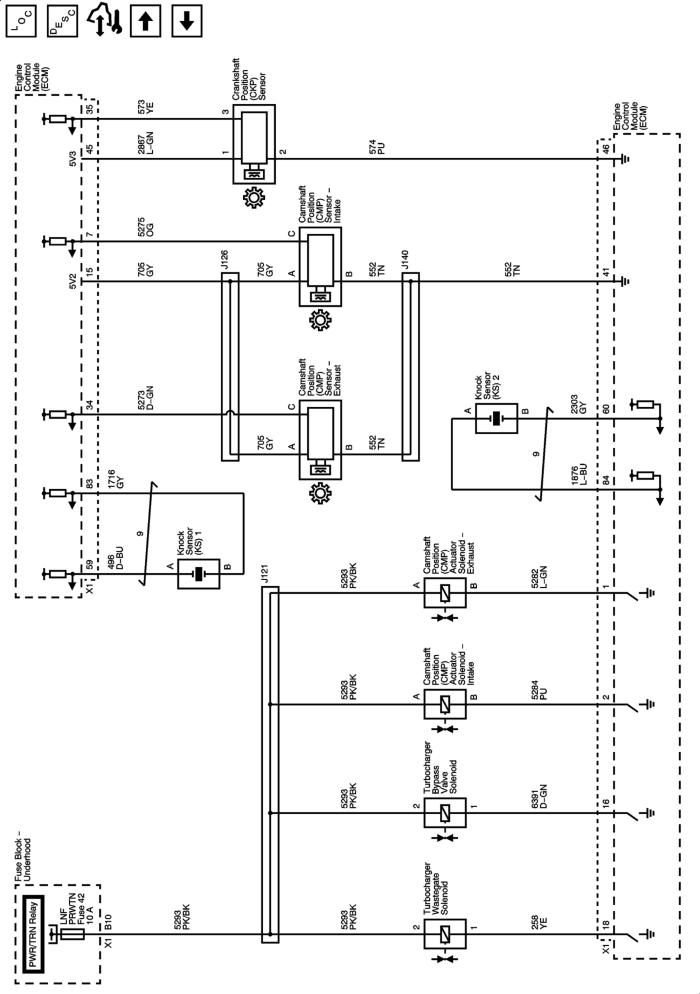 LOC
DESC
Engine
Control
Module
(ECM)
5V3
5V2
X1
35
45
7
15
34
83
59
573
YE
2867
L-GN
5275
OG
705
GY
5273
D-GN
1716
GY
496
D-BU
9
Crankshaft
Position
(CKP)
Sensor
3
1
2
574
PU
Camshaft
Position
(CMP)
Sensor –
Intake
C
A
B
J126
705
GY
552
TN
J140
552
TN
Camshaft
Position
(CMP)
Sensor –
Exhaust
C
A
B
705
GY
552
TN
Knock
Sensor
(KS) 1
A
B
Knock
Sensor
(KS) 2
A
B
2303
GY
9
1876
L-BU
Fuse Block –
Underhood
PWR/TRN Relay
LNF
PRWTN
Fuse 42
10 A
X1
B10
5293
PK/BK
J121
5293
PK/BK
5293
PK/BK
5293
PK/BK
5293
PK/BK
Camshaft
Position
(CMP)
Actuator
Solenoid –
Exhaust
A
B
5282
L-GN
Camshaft
Position
(CMP)
Actuator
Solenoid –
Intake
A
B
5284
PU
Turbocharger
Bypass
Valve
Solenoid
2
1
6391
D-GN
Turbocharger
Wastegate
Solenoid
2
1
258
YE
Engine
Control
Module
(ECM)
46
41
60
84
1
2
16
18
X1